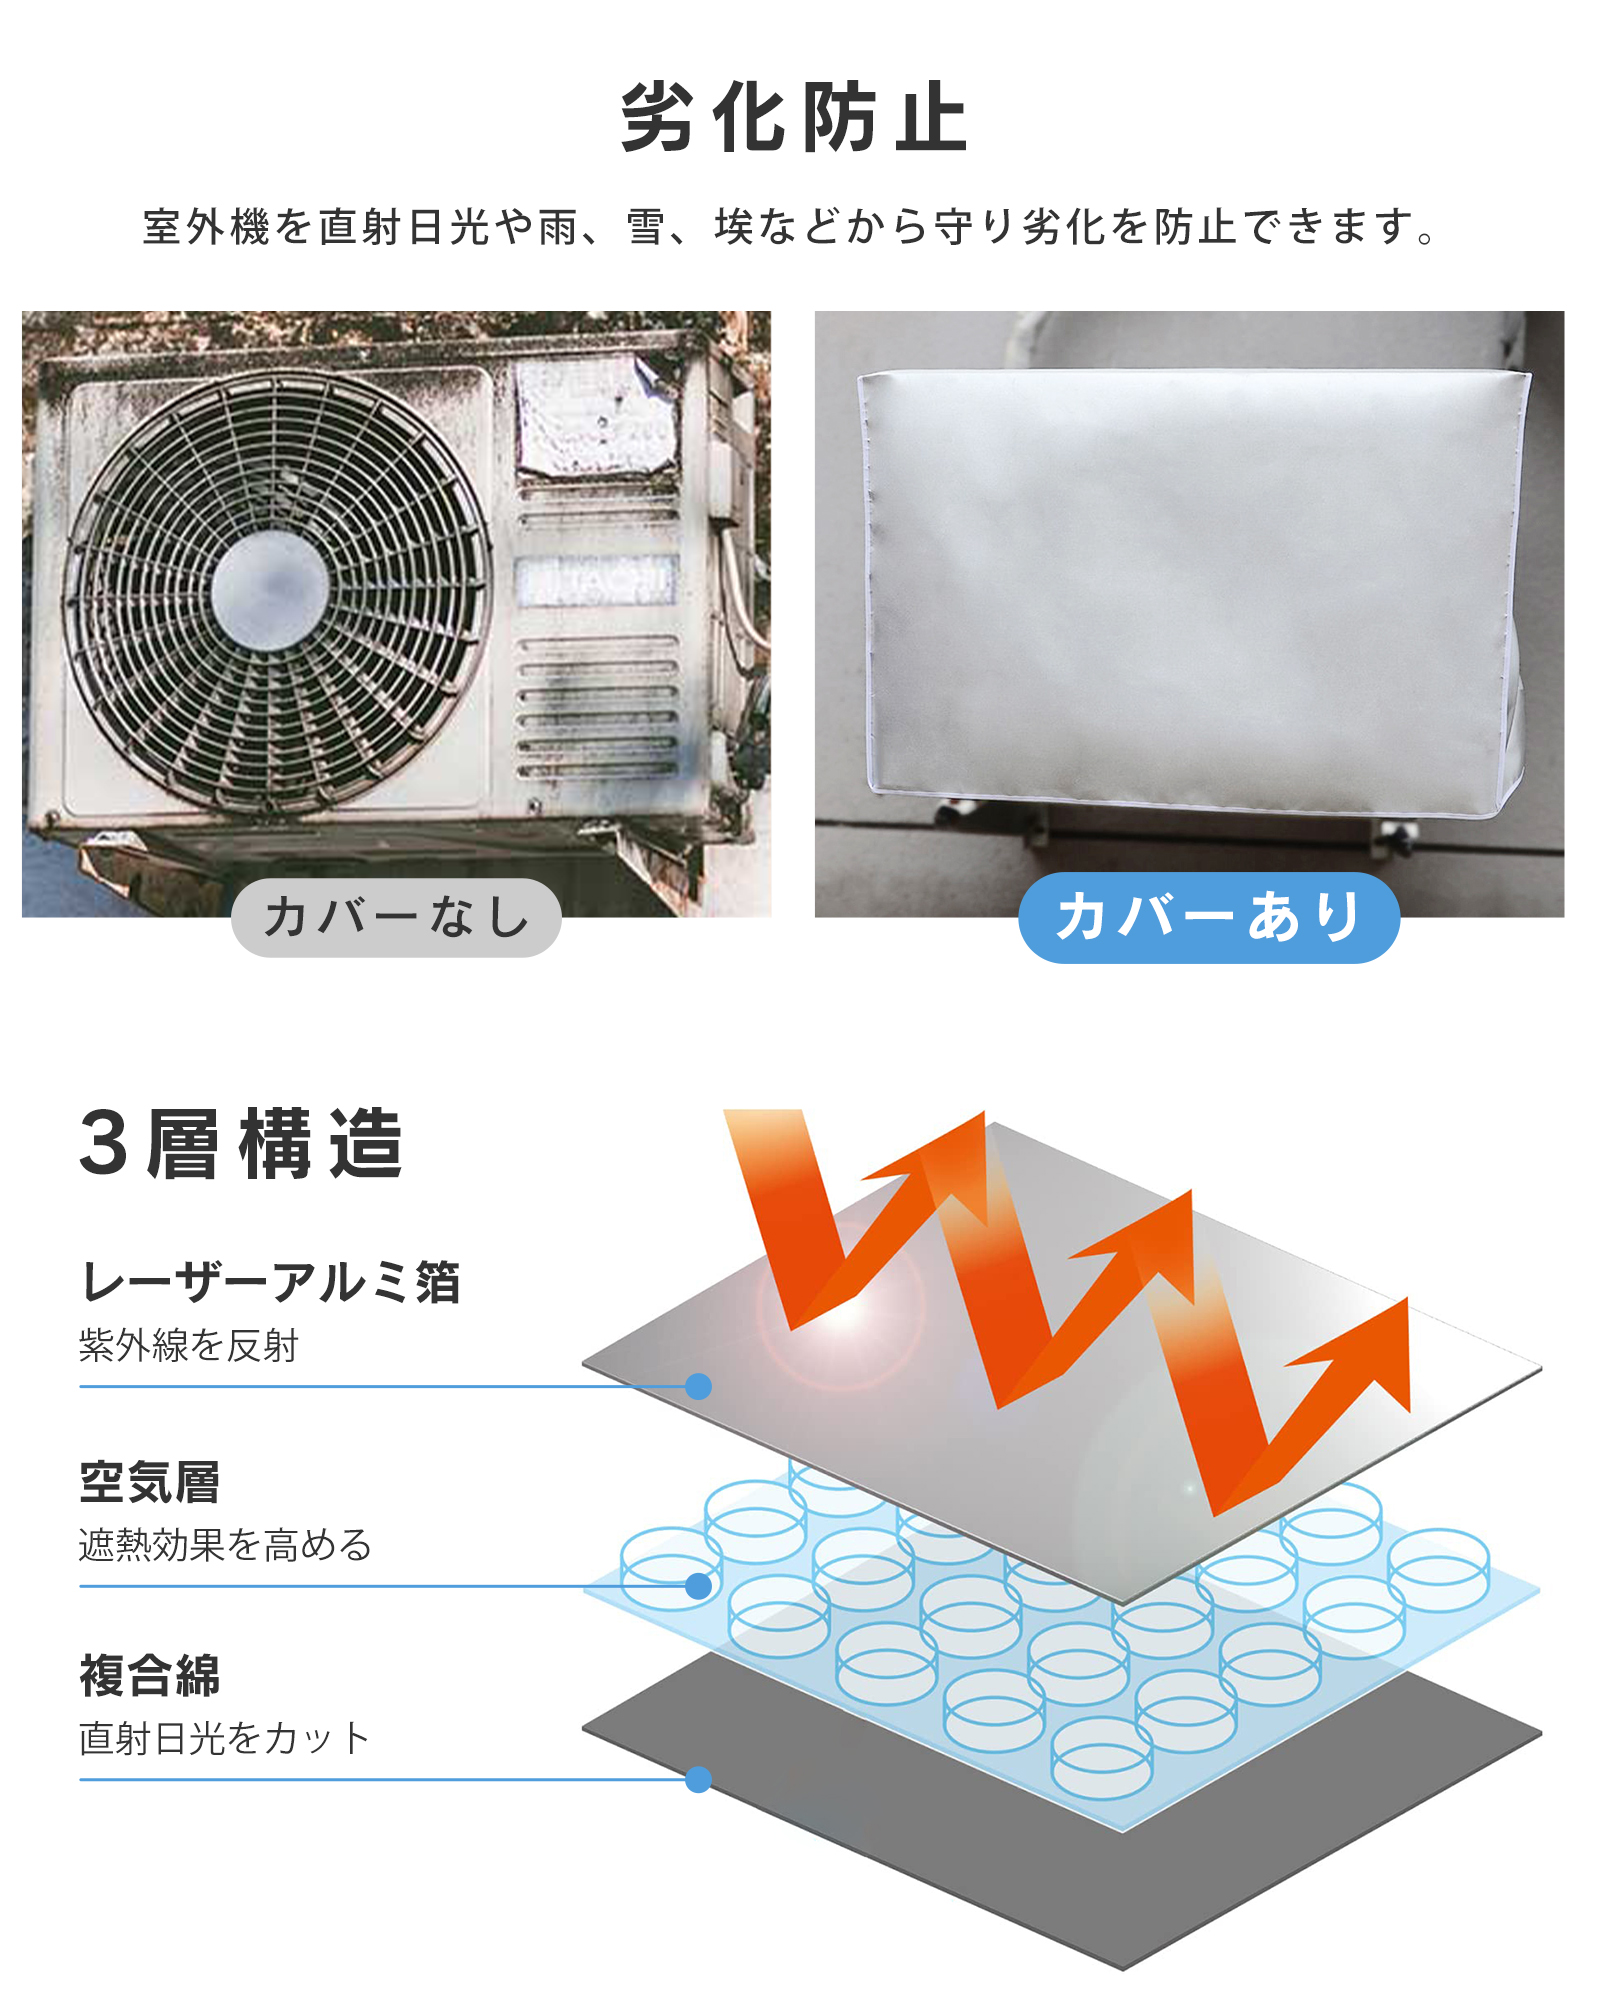 劣化防止
室外機を直射日光や雨、雪、埃などから守り劣化を防止できます。
カバーなし
カバーあり
3層構造
レーザーアルミ箔
紫外線を反射
空気層
遮熱効果を高める
複合綿
直射日光をカット